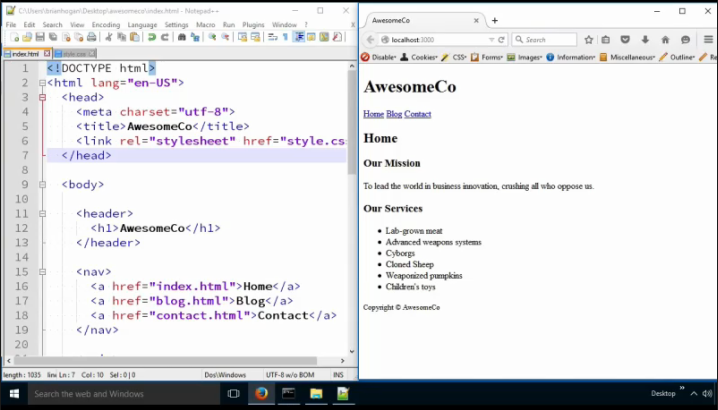 C:\Users\brianhogan\Desktop\awesomeco\index.html - Notepad++
File Edit Search View Encoding Language Settings Macro Run Plugins Window ?
index.html style.css
1 <!DOCTYPE html>
2 <html lang="en-US">
3 <head>
4 <meta charset="utf-8">
5 <title>AwesomeCo</title>
6 <link rel="stylesheet" href="style.cs
7 </head>
8
9 <body>
10
11 <header>
12 <h1>AwesomeCo</h1>
13 </header>
14
15 <nav>
16 <a href="index.html">Home</a>
17 <a href="blog.html">Blog</a>
18 <a href="contact.html">Contact</a>
19 </nav>
20
length : 1035 lin Ln : 7 Col : 10 Sel : 0 | 0 Dos\Windows UTF-8 w/o BOM INS
AwesomeCo
localhost:3000 Search
Disable Cookies CSS Forms Images Information Miscellaneous Outline Re
AwesomeCo
Home Blog Contact
Home
Our Mission
To lead the world in business innovation, crushing all who oppose us.
Our Services
Lab-grown meat
Advanced weapons systems
Cyborgs
Cloned Sheep
Weaponized pumpkins
Children's toys
Copyright © AwesomeCo
Search the web and Windows
Desktop